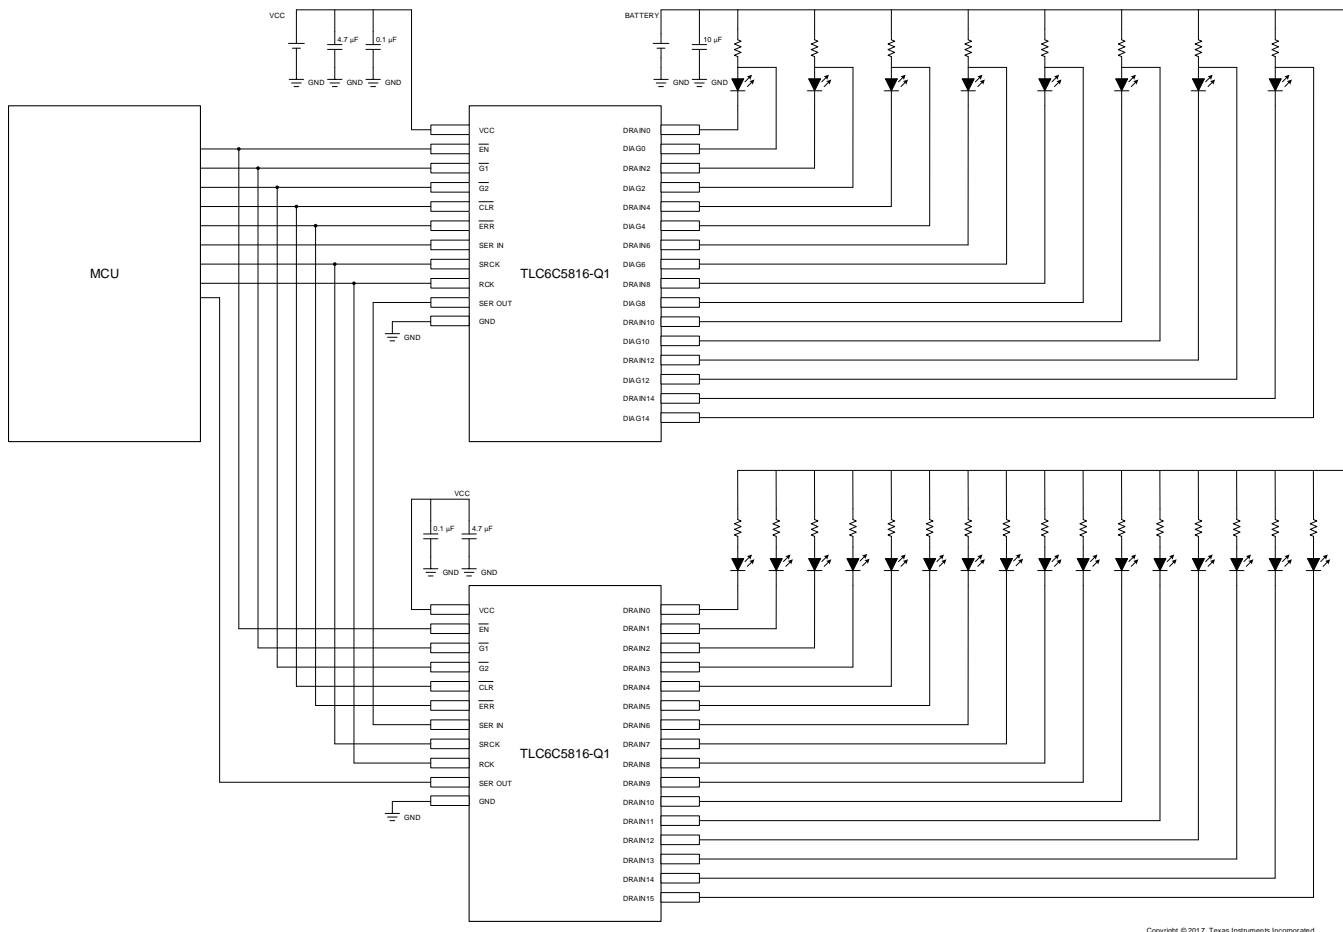 VCC
BATTERY
4.7 µF
0.1 µF
10 µF
GND
GND
GND
GND
GND
MCU
VCC
EN
G1
G2
CLR
ERR
SER IN
SRCK
RCK
SER OUT
GND
GND
TLC6C5816-Q1
DRAIN0
DIAG0
DRAIN2
DIAG2
DRAIN4
DIAG4
DRAIN6
DIAG6
DRAIN8
DIAG8
DRAIN10
DIAG10
DRAIN12
DIAG12
DRAIN14
DIAG14
VCC
0.1 µF
4.7 µF
GND
GND
VCC
EN
G1
G2
CLR
ERR
SER IN
SRCK
RCK
SER OUT
GND
GND
TLC6C5816-Q1
DRAIN0
DRAIN1
DRAIN2
DRAIN3
DRAIN4
DRAIN5
DRAIN6
DRAIN7
DRAIN8
DRAIN9
DRAIN10
DRAIN11
DRAIN12
DRAIN13
DRAIN14
DRAIN15
Copyright © 2017, Texas Instruments Incorporated